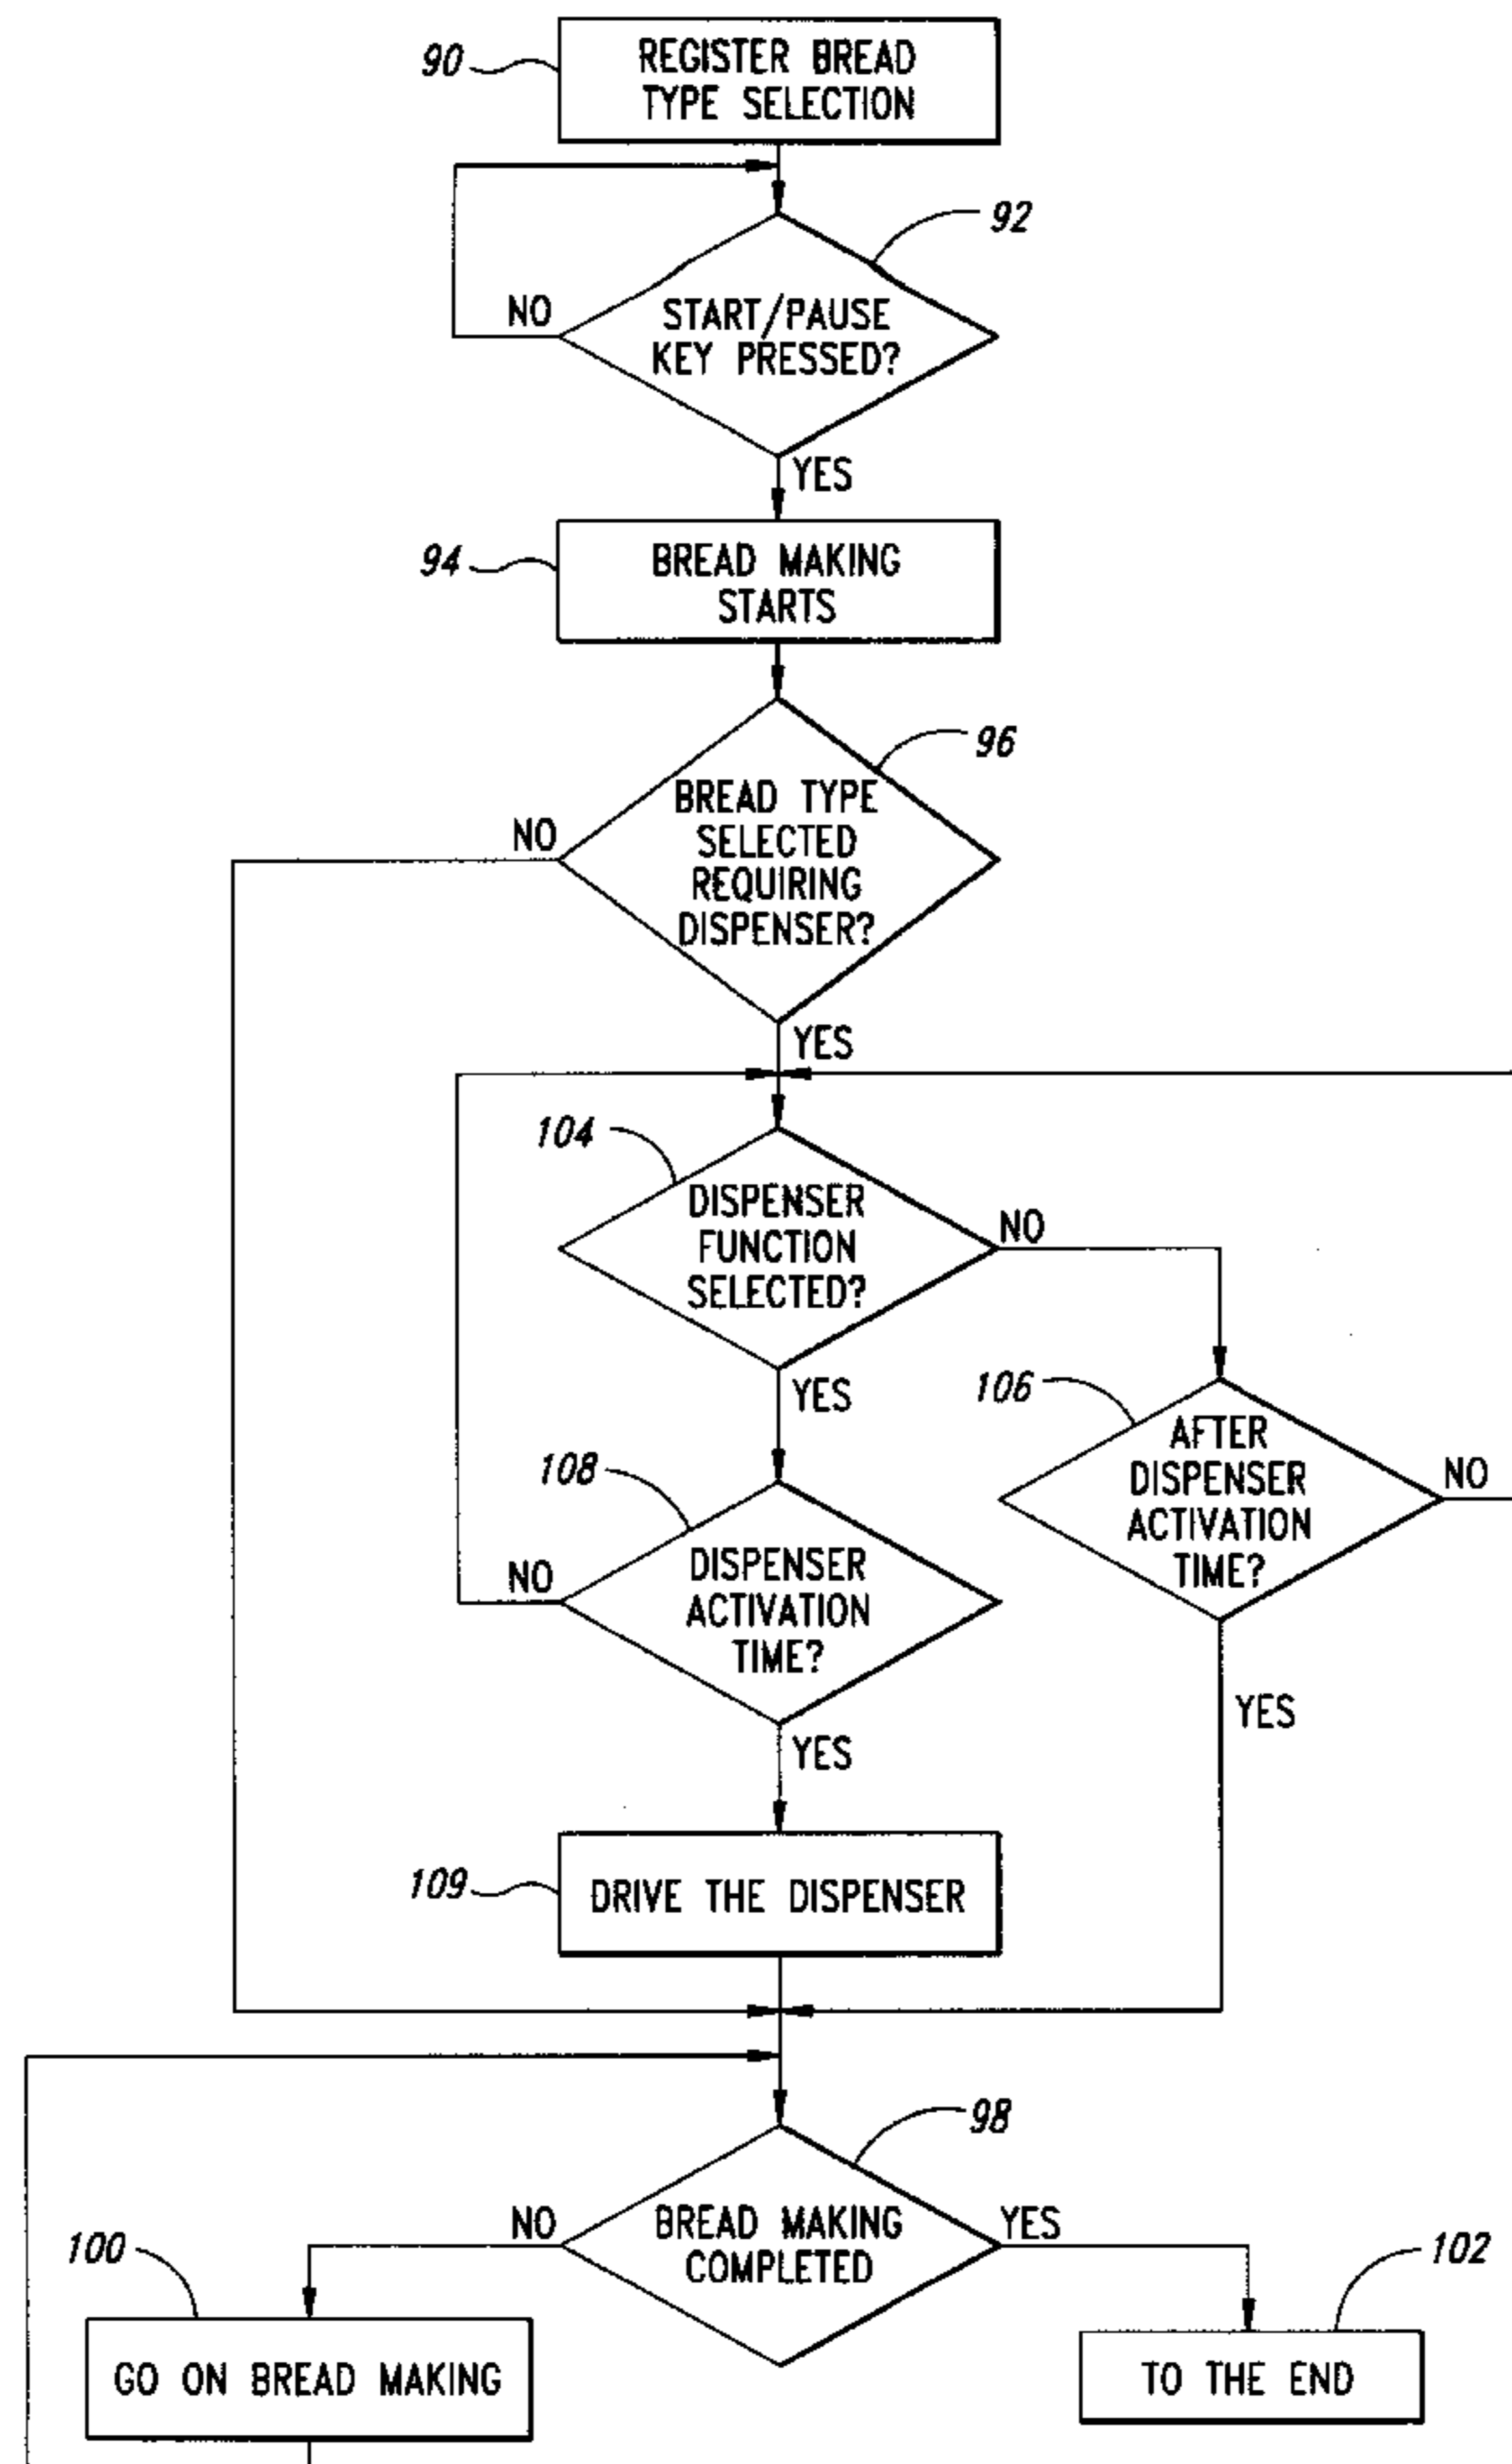 90
REGISTER BREAD
TYPE SELECTION
92
NO
START/PAUSE
KEY PRESSED?
YES
94
BREAD MAKING
STARTS
96
NO
BREAD TYPE
SELECTED
REQUIRING
DISPENSER?
YES
104
DISPENSER
FUNCTION
SELECTED?
NO
YES
106
AFTER
DISPENSER
ACTIVATION
TIME?
NO
YES
108
NO
DISPENSER
ACTIVATION
TIME?
YES
109
DRIVE THE DISPENSER
98
NO
BREAD MAKING
COMPLETED
YES
100
GO ON BREAD MAKING
102
TO THE END